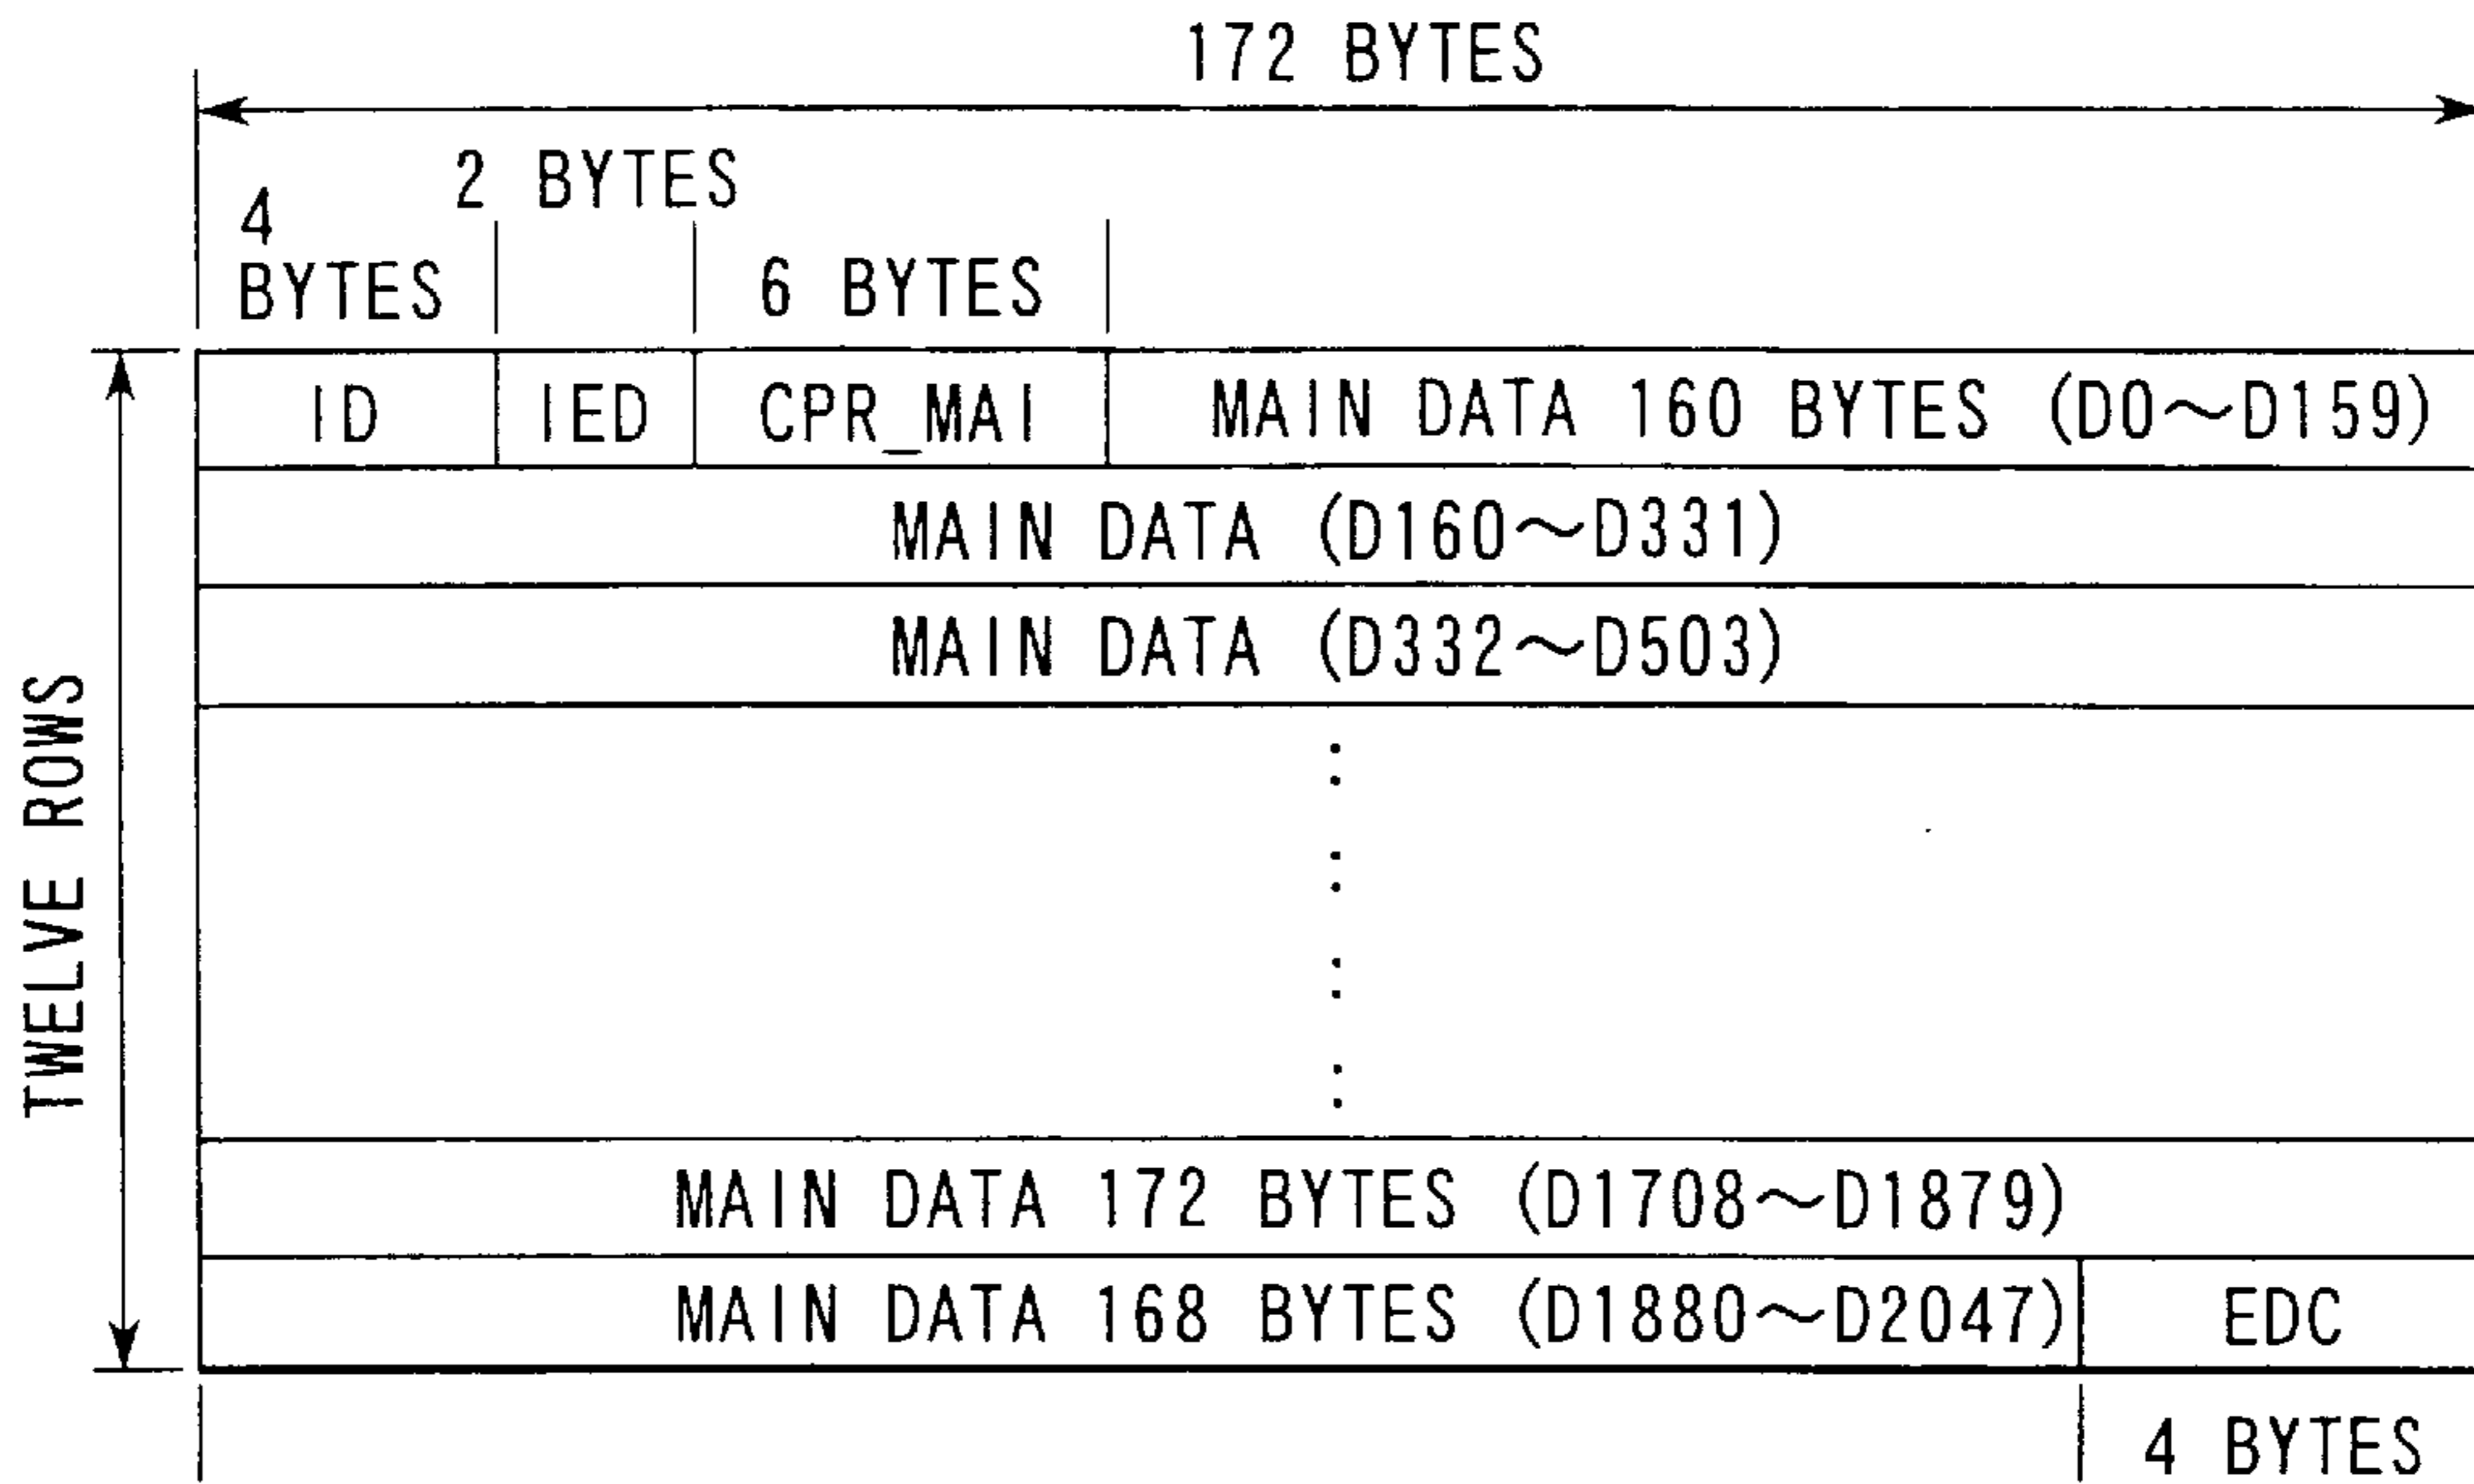 172 BYTES
2 BYTES
4
BYTES
6 BYTES
ID IED CPR_MAI MAIN DATA 160 BYTES (D0～D159)
MAIN DATA (D160～D331)
MAIN DATA (D332～D503)
TWELVE ROWS
MAIN DATA 172 BYTES (D1708～D1879)
MAIN DATA 168 BYTES (D1880～D2047) EDC
4 BYTES